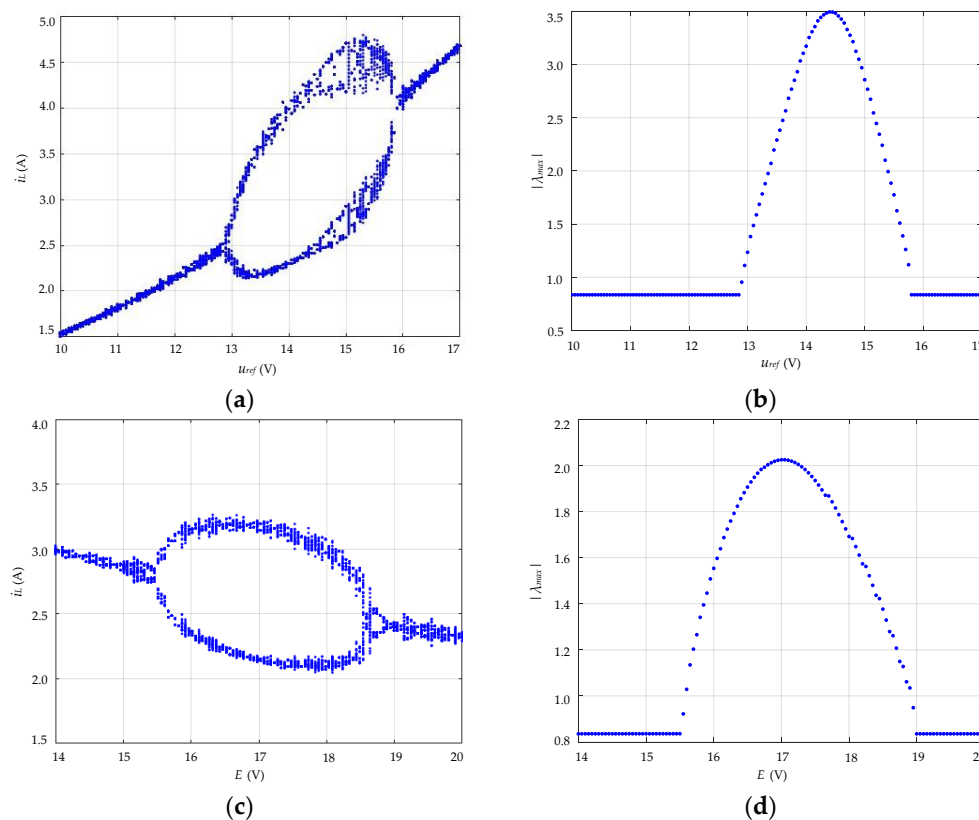 5.0
4.5
4.0
3.5
3.0
2.5
2.0
1.5
iL (A)
10 11 12 13 14 15 16 17
uref (V)
(a)
3.5
3.0
2.5
2.0
1.5
1.0
0.5
|λmax|
10 11 12 13 14 15 16 17
uref (V)
(b)
4.0
3.5
3.0
2.5
2.0
1.5
iL (A)
14 15 16 17 18 19 20
E (V)
(c)
2.2
2.0
1.8
1.6
1.4
1.2
1.0
0.8
|λmax|
14 15 16 17 18 19 20
E (V)
(d)